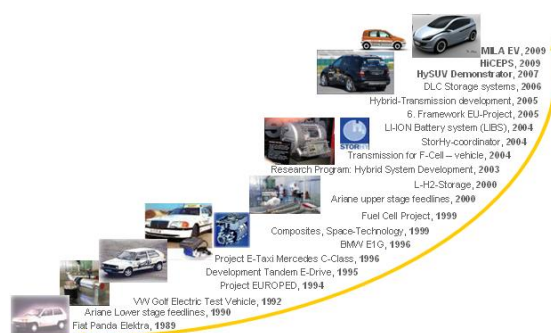 MILA EV, 2009
HiCEPS, 2009
HySUV Demonstrator, 2007
DLC Storage systems, 2006
Hybrid-Transmission development, 2005
6. Framework EU-Project, 2005
LI-ION Battery system (LIBS), 2004
StorHy-coordinator, 2004
Transmission for F-Cell – vehicle, 2004
Research Program: Hybrid System Development, 2003
L-H2-Storage, 2000
Ariane upper stage feedlines, 2000
Fuel Cell Project, 1999
Composites, Space-Technology, 1999
BMW E1G, 1996
Project E-Taxi Mercedes C-Class, 1996
Development Tandem E-Drive, 1995
Project EUROPED, 1994
VW Golf Electric Test Vehicle, 1992
Ariane Lower stage feedlines, 1990
Fiat Panda Elektra, 1989